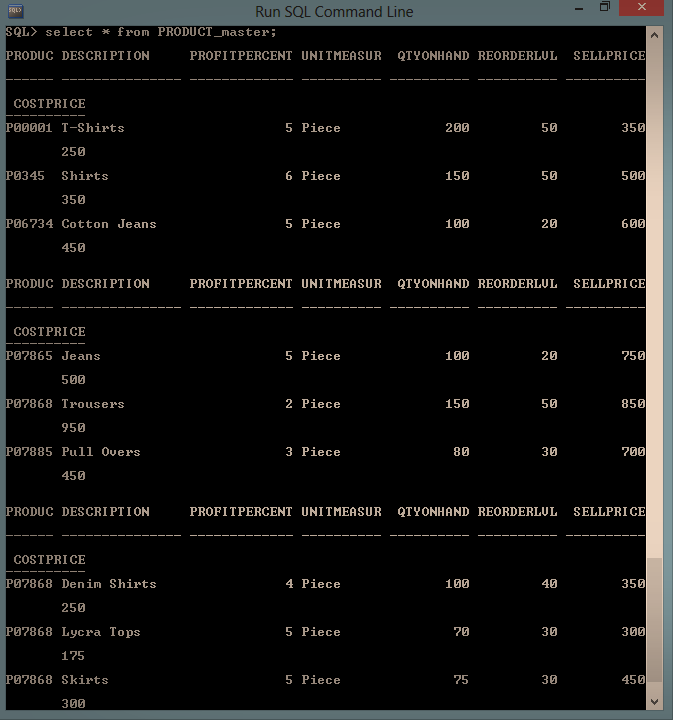 Run SQL Command Line
SQL> select * from PRODUCT_master;
PRODUC DESCRIPTION PROFITPERCENT UNITMEASUR QTYONHAND REORDERLVL SELLPRICE
------ --------------- ------------- ---------- ---------- ---------- ----------
COSTPRICE
----------
P00001 T-Shirts 5 Piece 200 50 350
250
P0345 Shirts 6 Piece 150 50 500
350
P06734 Cotton Jeans 5 Piece 100 20 600
450
PRODUC DESCRIPTION PROFITPERCENT UNITMEASUR QTYONHAND REORDERLVL SELLPRICE
------ --------------- ------------- ---------- ---------- ---------- ----------
COSTPRICE
----------
P07865 Jeans 5 Piece 100 20 750
500
P07868 Trousers 2 Piece 150 50 850
950
P07885 Pull Overs 3 Piece 80 30 700
450
PRODUC DESCRIPTION PROFITPERCENT UNITMEASUR QTYONHAND REORDERLVL SELLPRICE
------ --------------- ------------- ---------- ---------- ---------- ----------
COSTPRICE
----------
P07868 Denim Shirts 4 Piece 100 40 350
250
P07868 Lycra Tops 5 Piece 70 30 300
175
P07868 Skirts 5 Piece 75 30 450
300